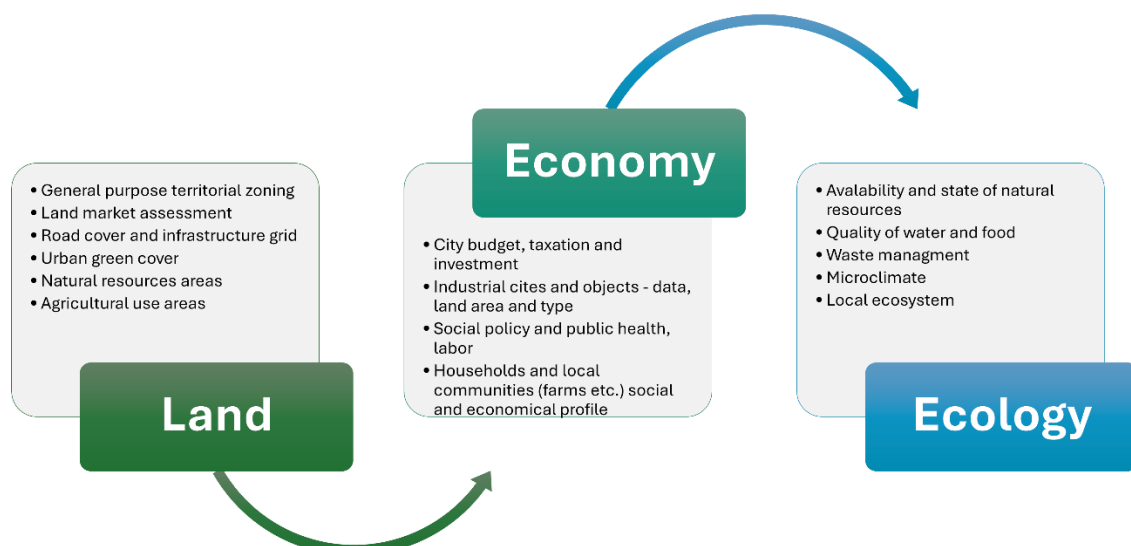 • General purpose territorial zoning
• Land market assessment
• Road cover and infrastructure grid
• Urban green cover
• Natural resources areas
• Agricultural use areas
Land
Economy
• City budget, taxation and
investment
• Industrial cites and objects - data,
land area and type
• Social policy and public health,
labor
• Households and local
communities (farms etc.) social
and economical profile
• Avalability and state of natural
resources
• Quality of water and food
• Waste managment
• Microclimate
• Local ecosystem
Ecology